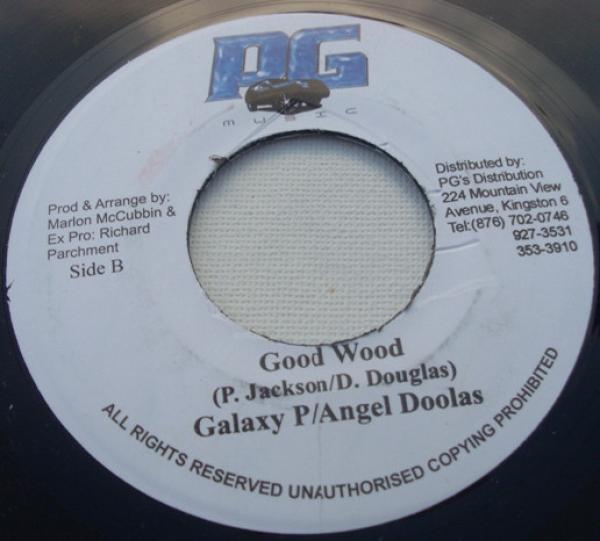 PG
Prod & Arrange by:
Marlon McCubbin &
Ex Pro: Richard
Parchment
Side B
Distributed by:
PG's Distribution
224 Mountain View
Avenue, Kingston 6
Tel:(876) 702-0746
927-3531
353-3910
Good Wood
(P. Jackson/D. Douglas)
Galaxy P/Angel Doolas
ALL RIGHTS RESERVED UNAUTHORISED COPYING PROHIBITED